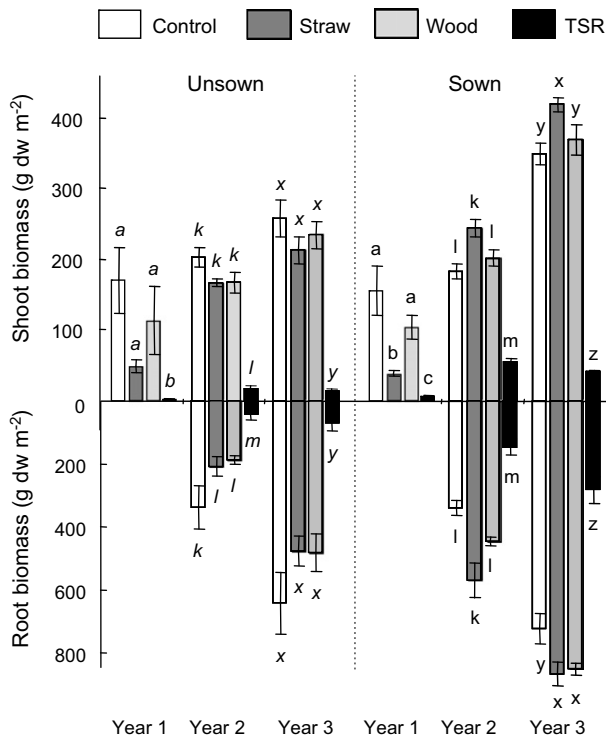 Control Straw Wood TSR
Unsown Sown
Shoot biomass (g dw m⁻²)
400
300
200
100
0
Root biomass (g dw m⁻²)
200
400
600
800
a a a b
k k k l
x x x y
a b a c
l k l m
y x y z
k l l m
x x x y
l k l m
y x x z
Year 1 Year 2 Year 3 Year 1 Year 2 Year 3